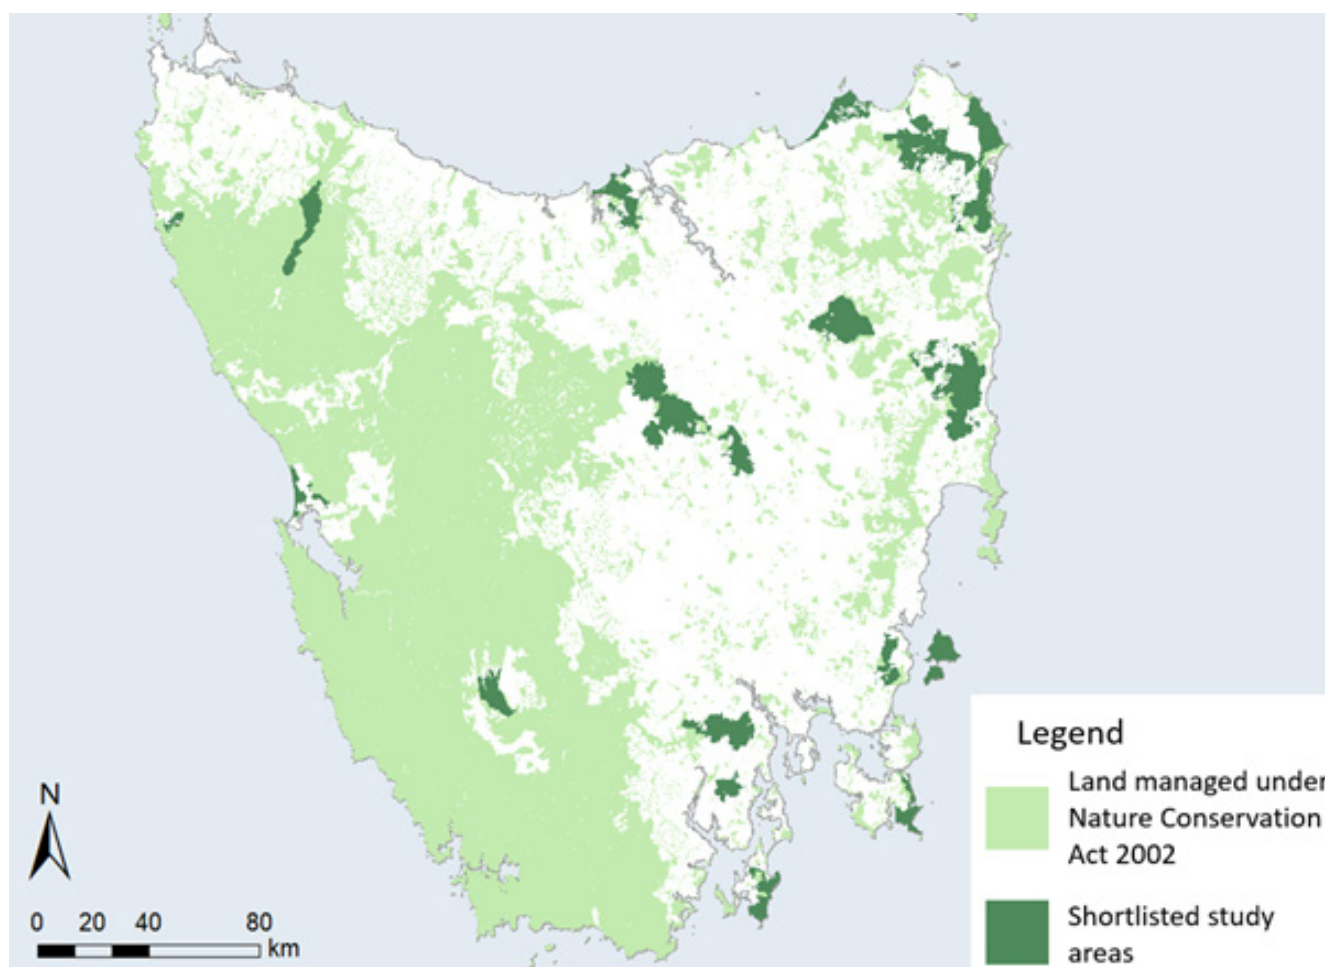 Legend
Land managed under
Nature Conservation
Act 2002
Shortlisted study
areas
N
0 20 40 80
km